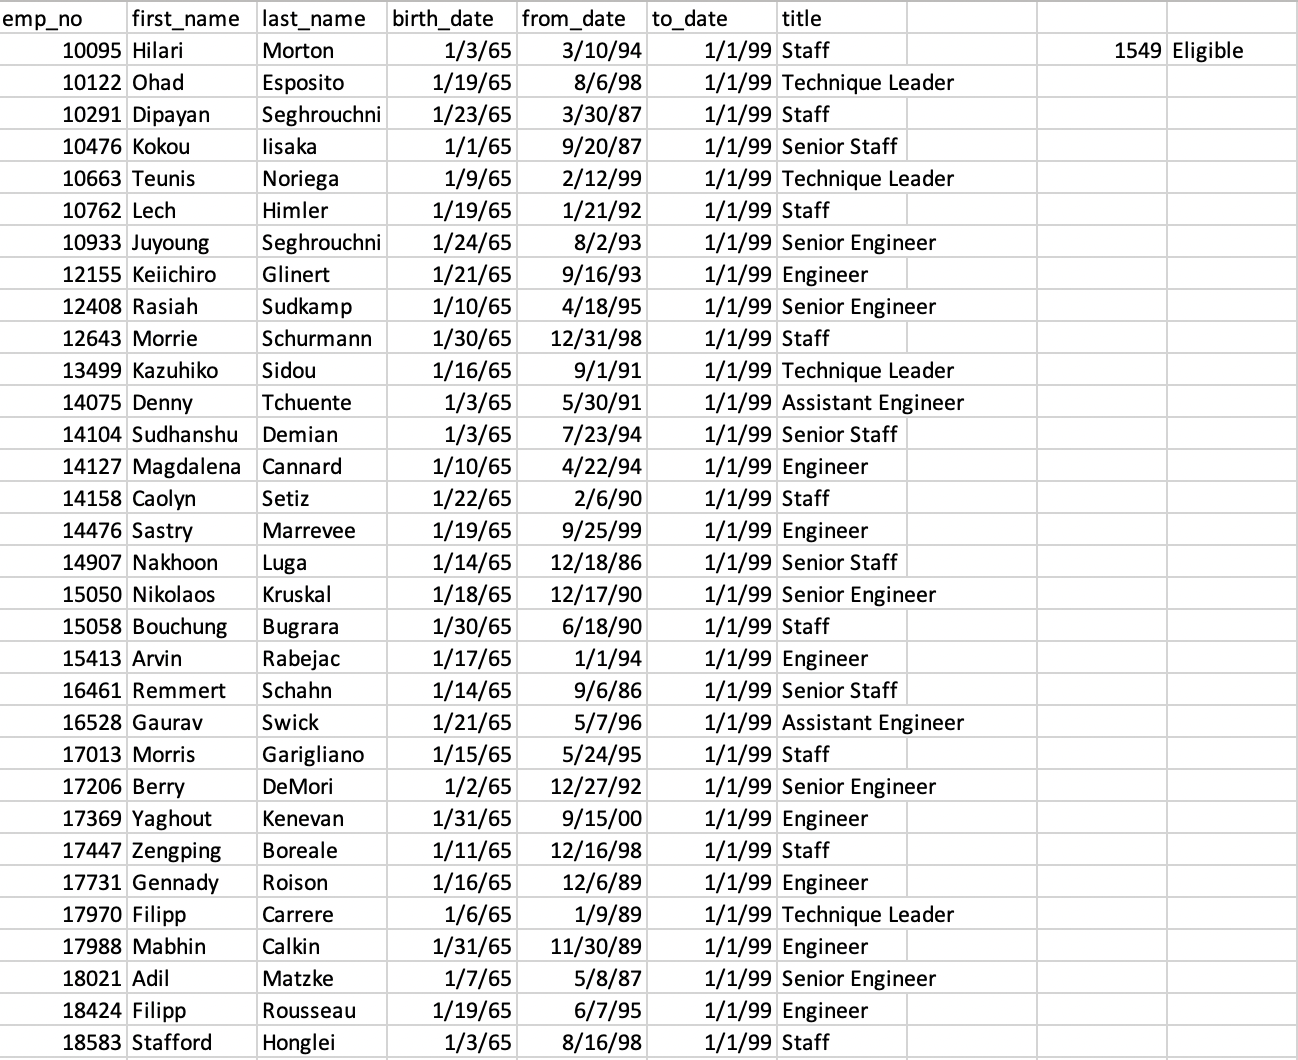 emp_no first_name last_name birth_date from_date to_date title
10095 Hilari Morton 1/3/65 3/10/94 1/1/99 Staff 1549 Eligible
10122 Ohad Esposito 1/19/65 8/6/98 1/1/99 Technique Leader
10291 Dipayan Seghrouchni 1/23/65 3/30/87 1/1/99 Staff
10476 Kokou Iisaka 1/1/65 9/20/87 1/1/99 Senior Staff
10663 Teunis Noriega 1/9/65 2/12/99 1/1/99 Technique Leader
10762 Lech Himler 1/19/65 1/21/92 1/1/99 Staff
10933 Juyoung Seghrouchni 1/24/65 8/2/93 1/1/99 Senior Engineer
12155 Keiichiro Glinert 1/21/65 9/16/93 1/1/99 Engineer
12408 Rasiah Sudkamp 1/10/65 4/18/95 1/1/99 Senior Engineer
12643 Morrie Schurmann 1/30/65 12/31/98 1/1/99 Staff
13499 Kazuhiko Sidou 1/16/65 9/1/91 1/1/99 Technique Leader
14075 Denny Tchuente 1/3/65 5/30/91 1/1/99 Assistant Engineer
14104 Sudhanshu Demian 1/3/65 7/23/94 1/1/99 Senior Staff
14127 Magdalena Cannard 1/10/65 4/22/94 1/1/99 Engineer
14158 Caolyn Setiz 1/22/65 2/6/90 1/1/99 Staff
14476 Sastry Marrevee 1/19/65 9/25/99 1/1/99 Engineer
14907 Nakhoon Luga 1/14/65 12/18/86 1/1/99 Senior Staff
15050 Nikolaos Kruskal 1/18/65 12/17/90 1/1/99 Senior Engineer
15058 Bouchung Bugrara 1/30/65 6/18/90 1/1/99 Staff
15413 Arvin Rabejac 1/17/65 1/1/94 1/1/99 Engineer
16461 Remmert Schahn 1/14/65 9/6/86 1/1/99 Senior Staff
16528 Gaurav Swick 1/21/65 5/7/96 1/1/99 Assistant Engineer
17013 Morris Garigliano 1/15/65 5/24/95 1/1/99 Staff
17206 Berry DeMori 1/2/65 12/27/92 1/1/99 Senior Engineer
17369 Yaghout Kenevan 1/31/65 9/15/00 1/1/99 Engineer
17447 Zengping Boreale 1/11/65 12/16/98 1/1/99 Staff
17731 Gennady Roison 1/16/65 12/6/89 1/1/99 Engineer
17970 Filipp Carrere 1/6/65 1/9/89 1/1/99 Technique Leader
17988 Mabhin Calkin 1/31/65 11/30/89 1/1/99 Engineer
18021 Adil Matzke 1/7/65 5/8/87 1/1/99 Senior Engineer
18424 Filipp Rousseau 1/19/65 6/7/95 1/1/99 Engineer
18583 Stafford Honglei 1/3/65 8/16/98 1/1/99 Staff